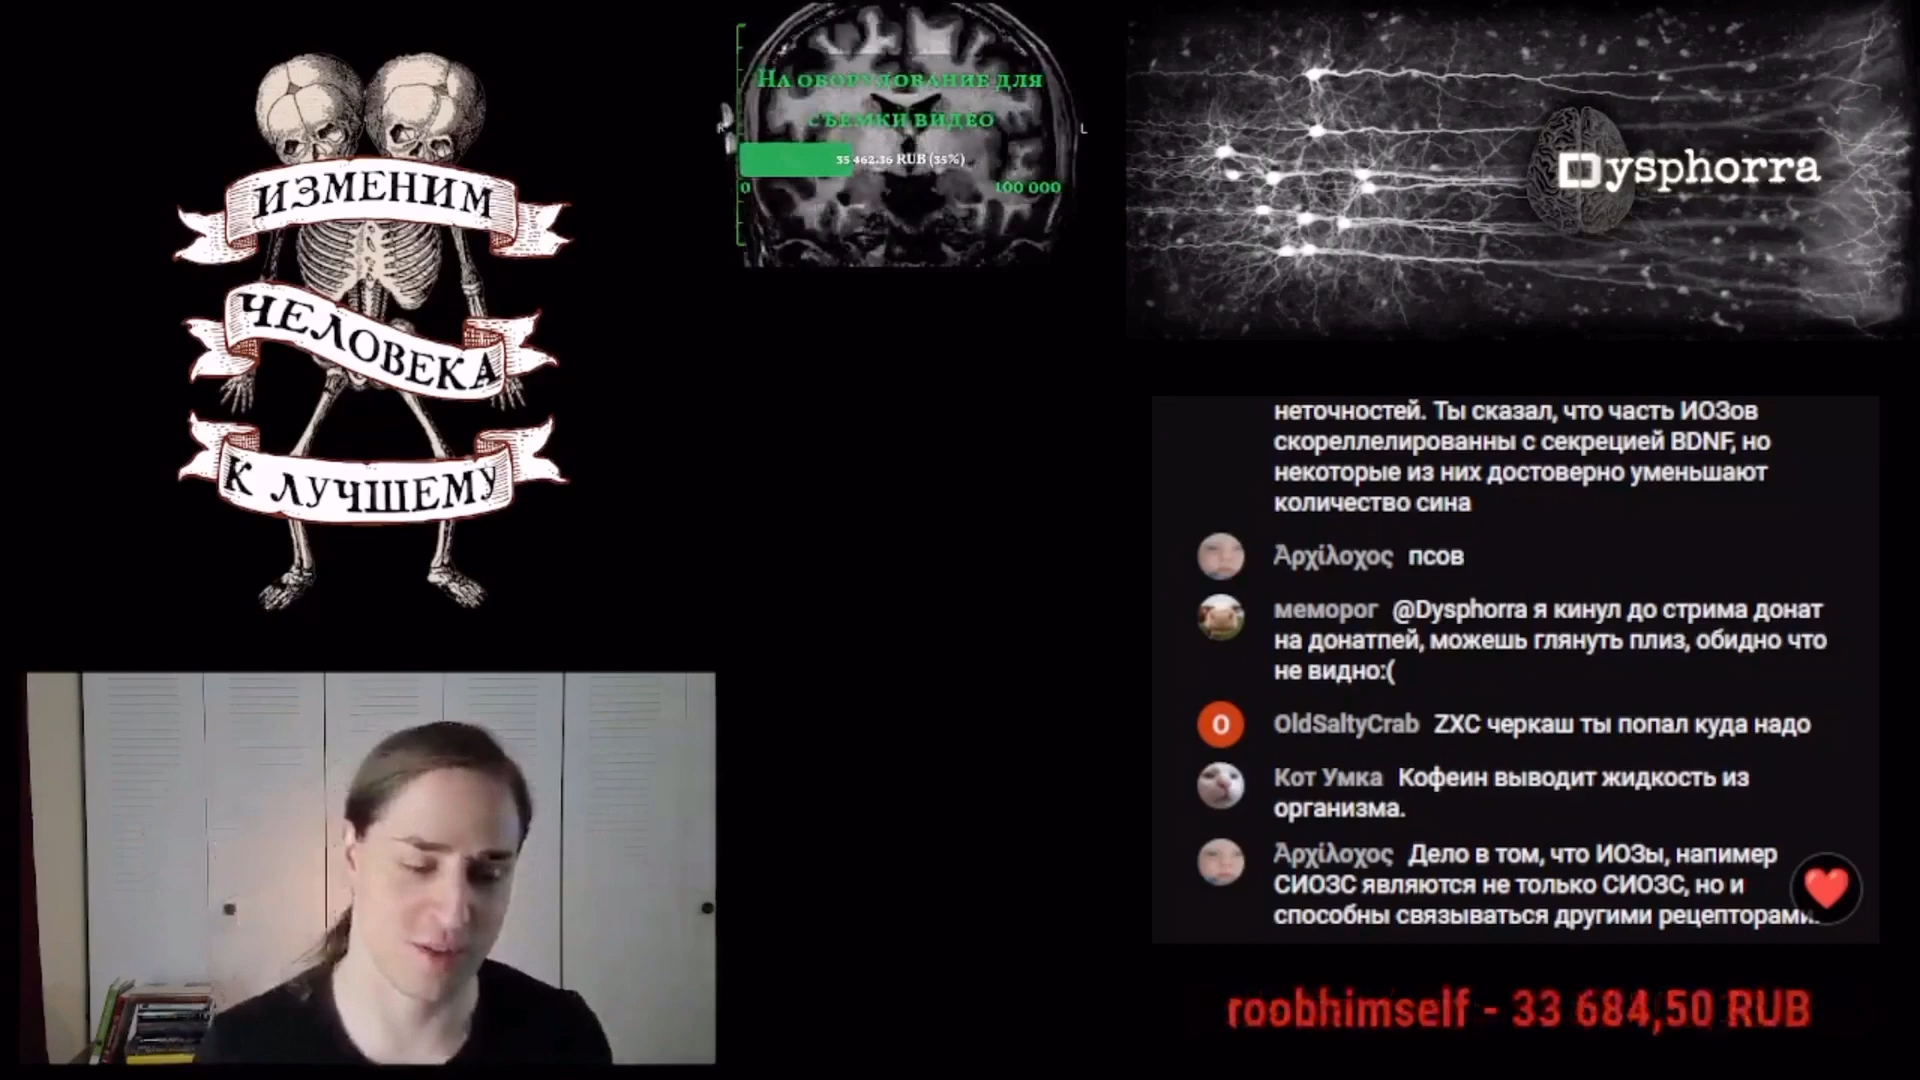 ИЗМЕНИМ
ЧЕЛОВЕКА
К ЛУЧШЕМУ
На оборудование для
съемки видео
35 462.36 RUB (35%)
0
100 000
R
L
Dysphorra
неточностей. Ты сказал, что часть ИОЗов
скореллелированны с секрецией BDNF, но
некоторые из них достоверно уменьшают
количество сина
Ἀρχίλοχος псов
меморог @Dysphorra я кинул до стрима донат
на донатпей, можешь глянуть плиз, обидно что
не видно:(
O
OldSaltyCrab ZXC черкаш ты попал куда надо
Кот Умка Кофеин выводит жидкость из
организма.
Ἀρχίλοχος Дело в том, что ИОЗы, напимер
СИОЗС являются не только СИОЗС, но и
способны связываться другими рецепторами.
roobhimself - 33 684,50 RUB